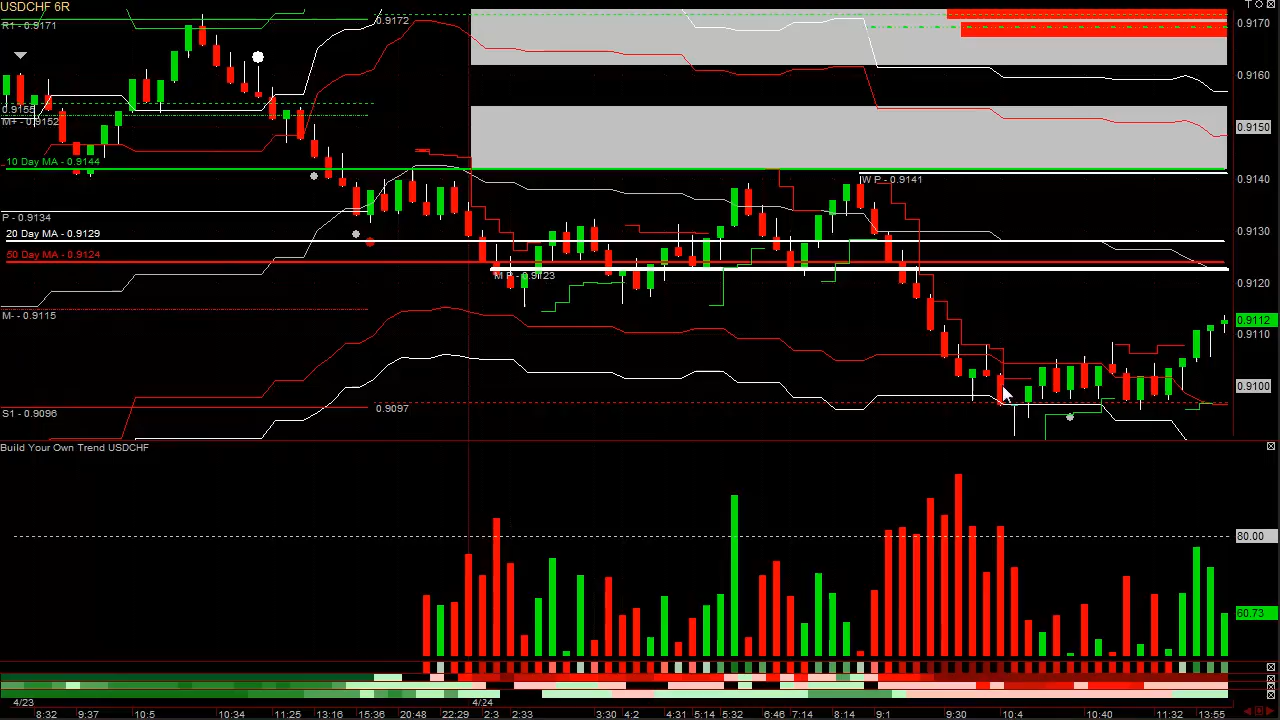 USDCHF 6R
R1 - 0.9171
0.9172
0.9170
0.9160
0.9155
M+ - 0.9152
0.9150
10 Day MA - 0.9144
W P - 0.9141
0.9140
P - 0.9134
20 Day MA - 0.9129
0.9130
50 Day MA - 0.9124
M P - 0.9123
0.9120
M- - 0.9115
0.9112
0.9110
0.9100
S1 - 0.9096
0.9097
Build Your Own Trend USDCHF
80.00
60.73
4/23
4/24
8:32 9:37 10:5 10:34 11:25 13:16 15:36 20:48 22:29 2:3 2:33 3:30 4:2 4:31 5:14 5:32 6:46 7:14 8:14 9:1 9:30 10:4 10:40 11:32 13:55